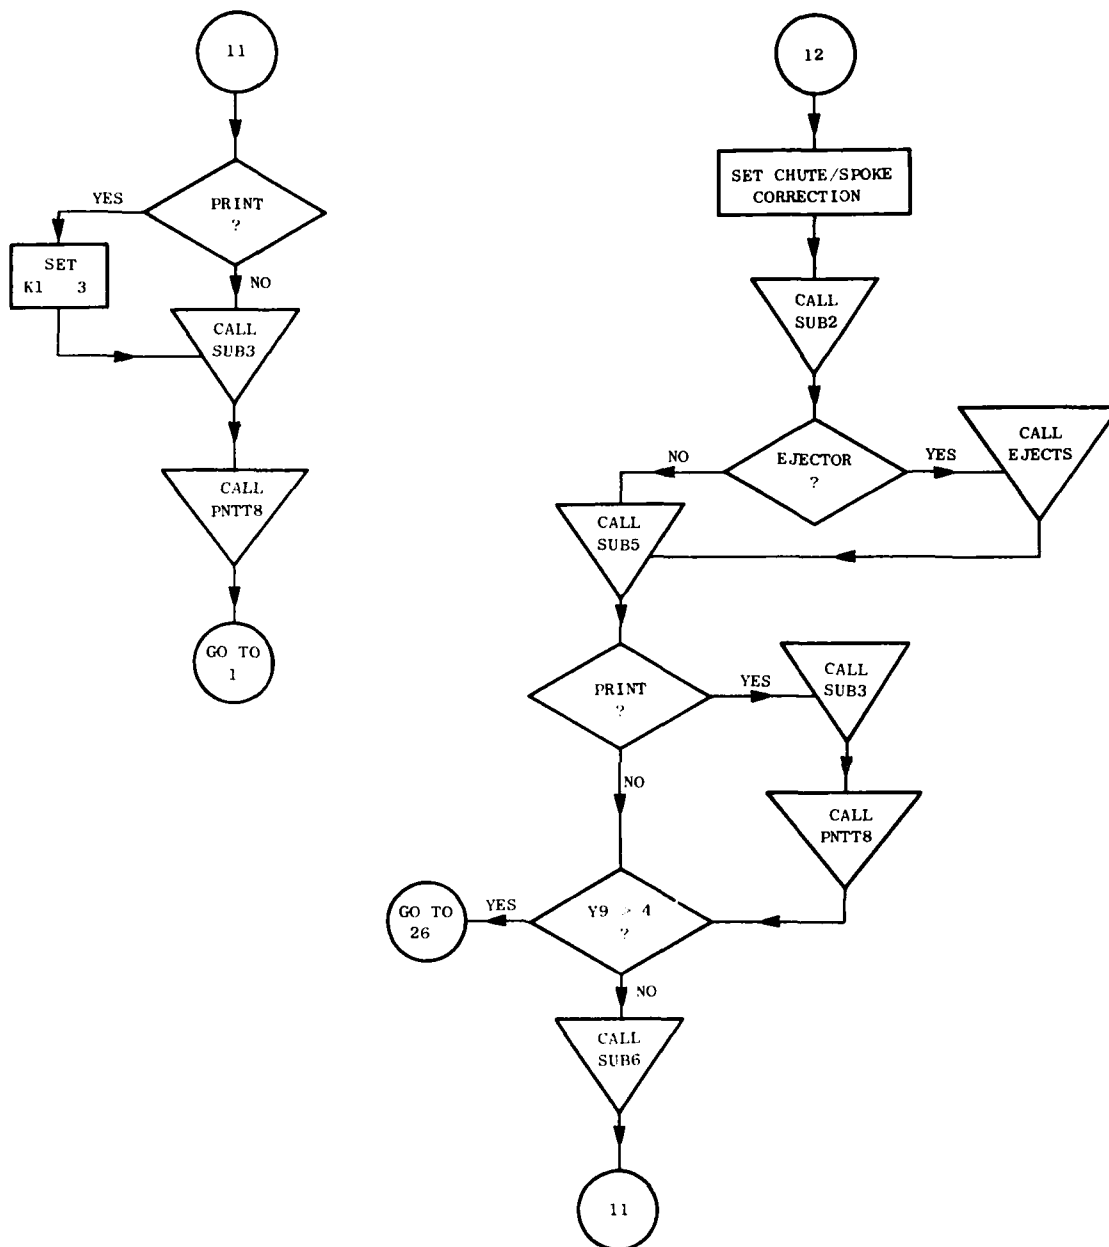 11
PRINT
?
YES
SET
K1 3
NO
CALL
SUB3
CALL
PNTT8
GO TO
1
12
SET CHUTE/SPOKE
CORRECTION
CALL
SUB2
EJECTOR
?
NO
YES
CALL
EJECTS
CALL
SUB5
PRINT
?
YES
CALL
SUB3
NO
CALL
PNTT8
Y9 > 4
?
YES
GO TO
26
NO
CALL
SUB6
11